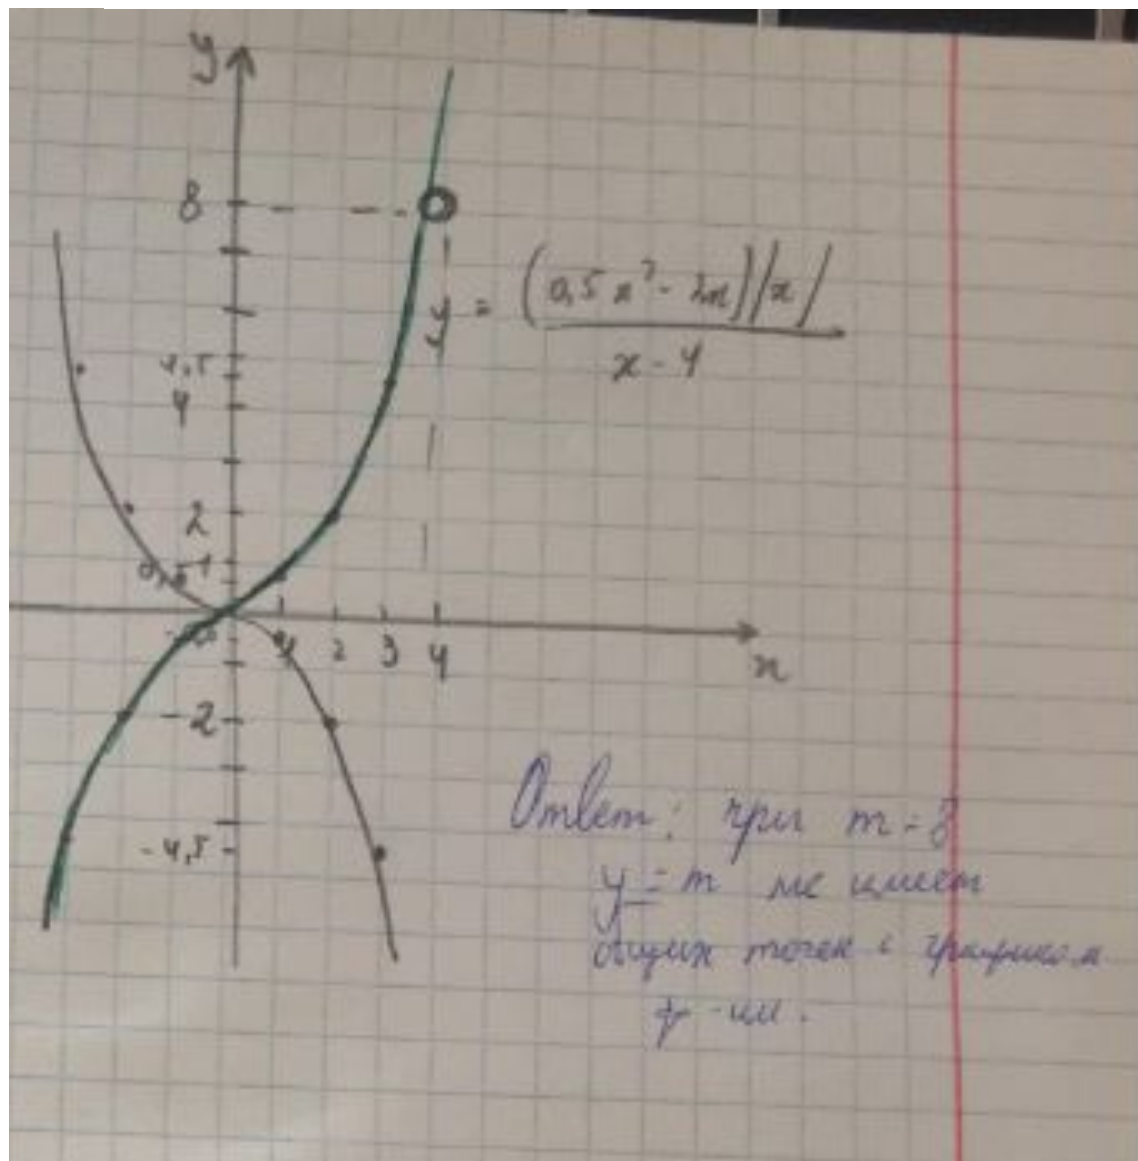 y
8
y = (0,5x² - 2x)|x|
x - 4
4,5
4
2
1
0,5
1 2 3 4
x
-2
-4,5
Ответ: при m = 8
y = m не имеет
общих точек с графиком
ф-ии.